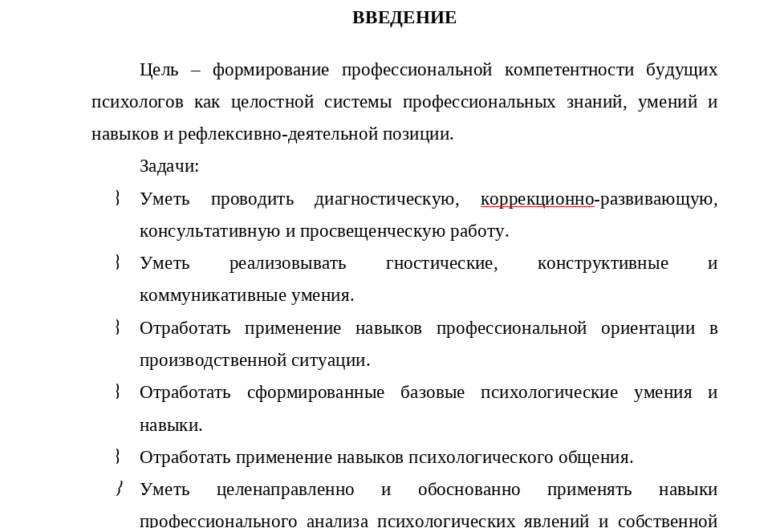 ВВЕДЕНИЕ
Цель – формирование профессиональной компетентности будущих
психологов как целостной системы профессиональных знаний, умений и
навыков и рефлексивно-деятельной позиции.
Задачи:
Уметь проводить диагностическую, коррекционно-развивающую,
консультативную и просвещенческую работу.
Уметь реализовывать гностические, конструктивные и
коммуникативные умения.
Отработать применение навыков профессиональной ориентации в
производственной ситуации.
Отработать сформированные базовые психологические умения и
навыки.
Отработать применение навыков психологического общения.
Уметь целенаправленно и обоснованно применять навыки
профессионального анализа психологических явлений и собственной